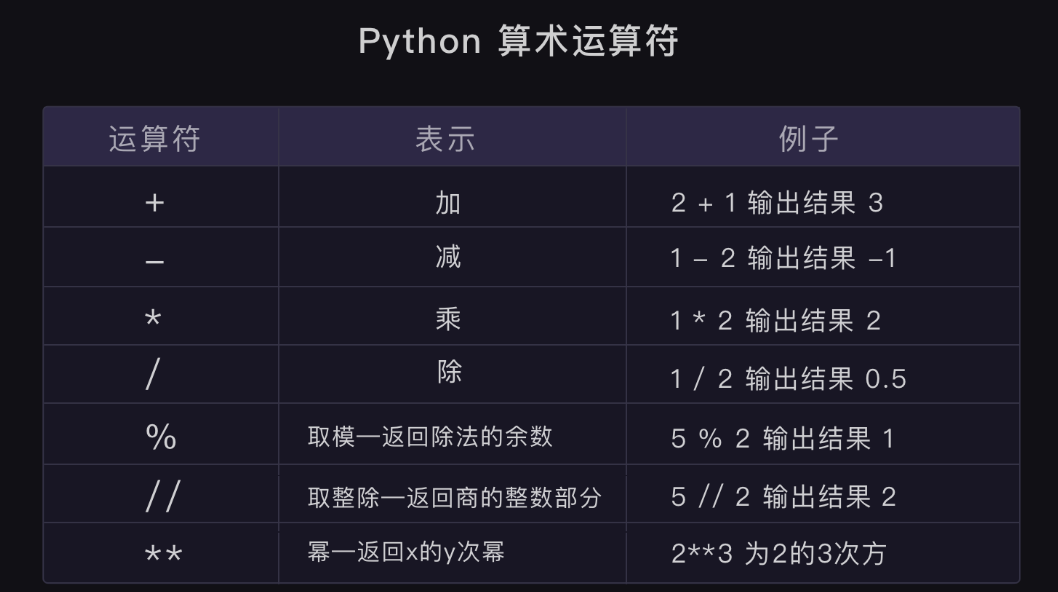 Python 算术运算符
运算符 表示 例子
+ 加 2 + 1 输出结果 3
– 减 1 – 2 输出结果 –1
* 乘 1 * 2 输出结果 2
/ 除 1 / 2 输出结果 0.5
% 取模一返回除法的余数 5 % 2 输出结果 1
// 取整除一返回商的整数部分 5 // 2 输出结果 2
** 幂一返回x的y次幂 2**3 为2的3次方